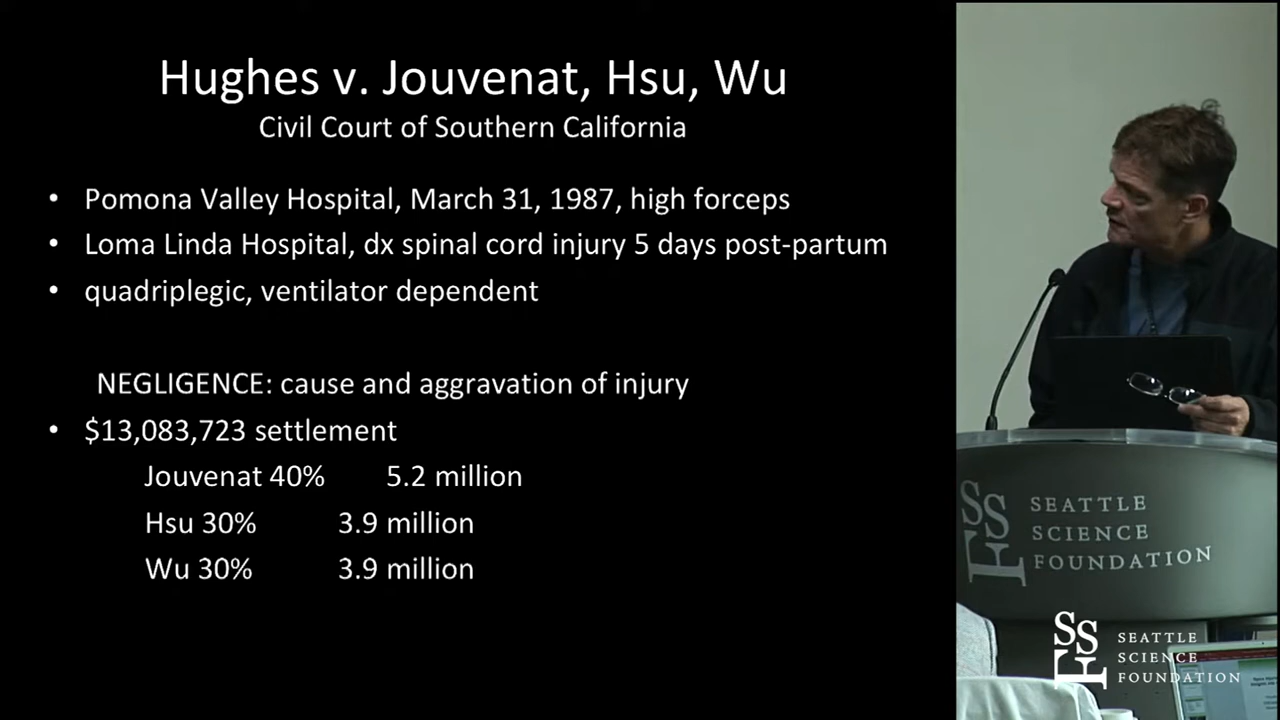 Hughes v. Jouvenat, Hsu, Wu
Civil Court of Southern California
• Pomona Valley Hospital, March 31, 1987, high forceps
• Loma Linda Hospital, dx spinal cord injury 5 days post-partum
• quadriplegic, ventilator dependent
NEGLIGENCE: cause and aggravation of injury
• $13,083,723 settlement
Jouvenat 40% 5.2 million
Hsu 30% 3.9 million
Wu 30% 3.9 million
SSF
SEATTLE
SCIENCE
FOUNDATION
SSF
SEATTLE
SCIENCE
FOUNDATION